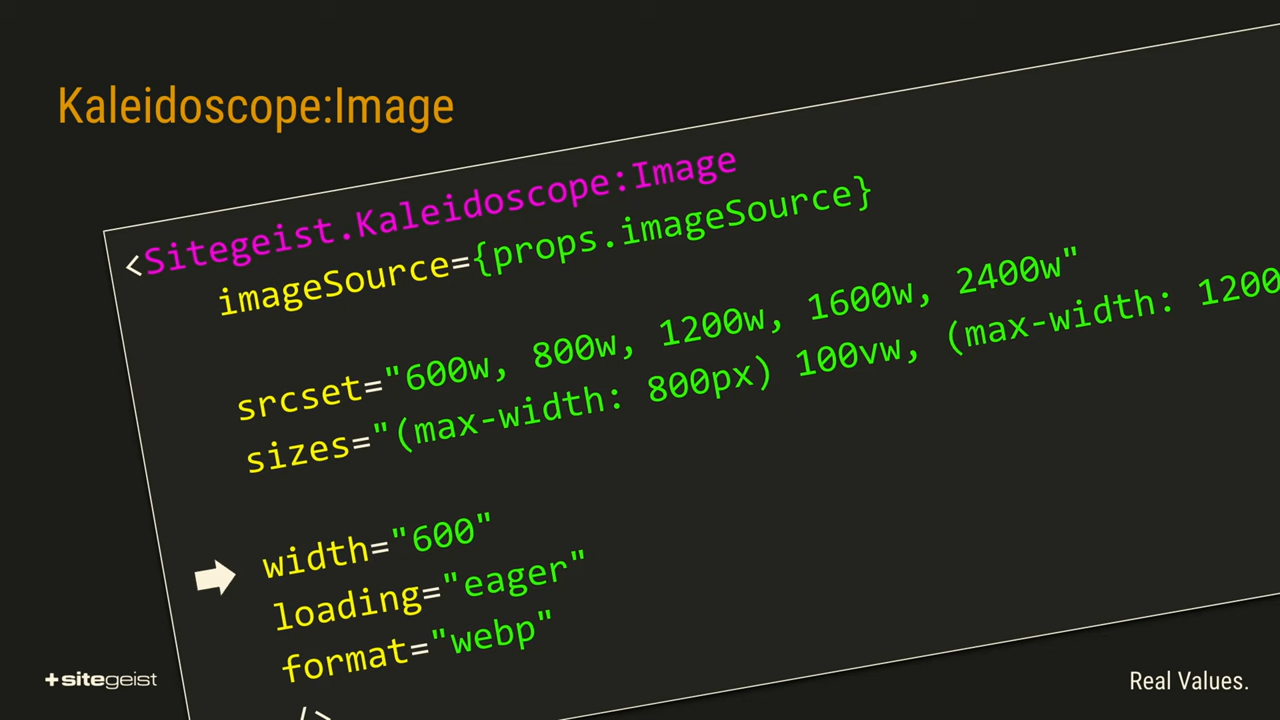 Kaleidoscope:Image
<Sitegeist.Kaleidoscope:Image
imageSource={props.imageSource}
srcset="600w, 800w, 1200w, 1600w, 2400w"
sizes="(max-width: 800px) 100vw, (max-width: 1200
width="600"
loading="eager"
format="webp"
/>
+sitegeist
Real Values.